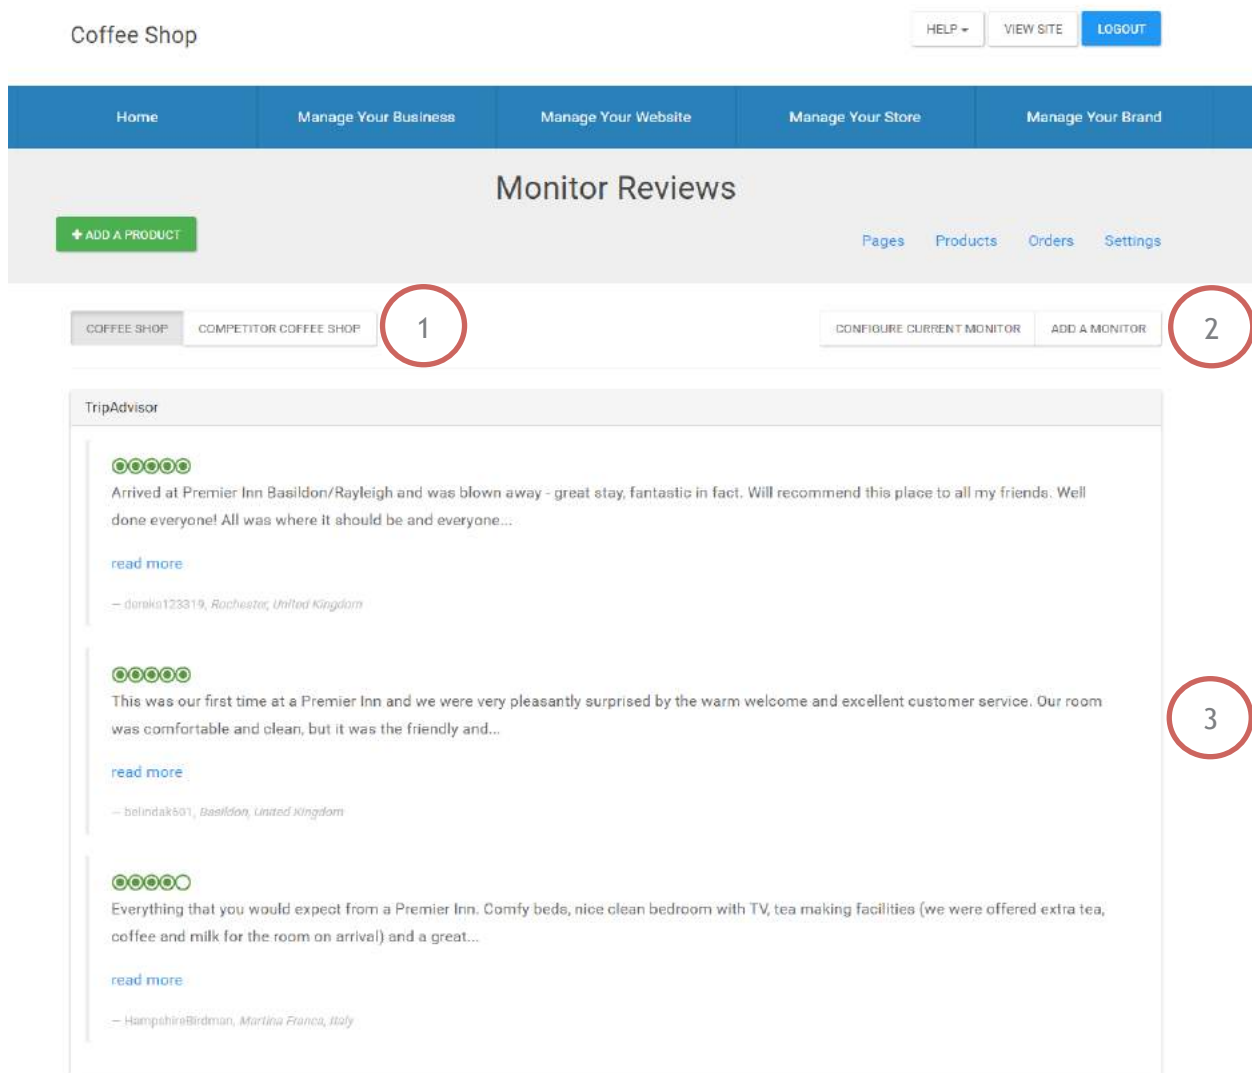 Coffee Shop
HELP
VIEW SITE
LOGOUT
Home
Manage Your Business
Manage Your Website
Manage Your Store
Manage Your Brand
Monitor Reviews
+ ADD A PRODUCT
Pages
Products
Orders
Settings
COFFEE SHOP
COMPETITOR COFFEE SHOP
1
CONFIGURE CURRENT MONITOR
ADD A MONITOR
2
TripAdvisor
Arrived at Premier Inn Basildon/Rayleigh and was blown away - great stay, fantastic in fact. Will recommend this place to all my friends. Well
done everyone! All was where it should be and everyone...
read more
— dereks123319, Rochester, United Kingdom
This was our first time at a Premier Inn and we were very pleasantly surprised by the warm welcome and excellent customer service. Our room
was comfortable and clean, but it was the friendly and...
3
read more
— belindak601, Basildon, United Kingdom
Everything that you would expect from a Premier Inn. Comfy beds, nice clean bedroom with TV, tea making facilities (we were offered extra tea,
coffee and milk for the room on arrival) and a great...
read more
— HampshireBirdman, Martina Franca, Italy